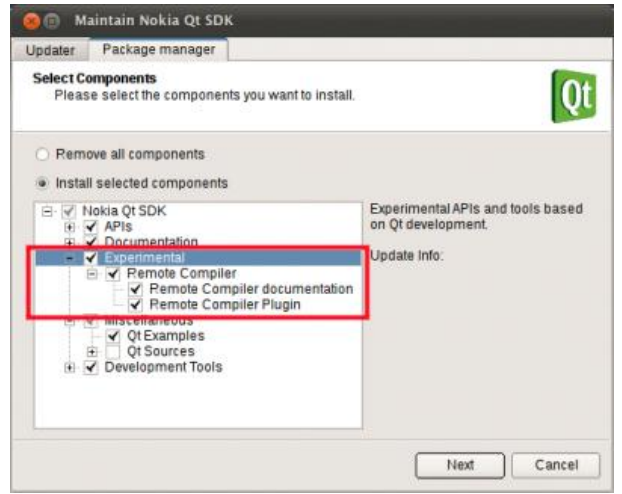 Maintain Nokia Qt SDK
Updater
Package manager
Select Components
Please select the components you want to install.
Qt
Remove all components
Install selected components
Nokia Qt SDK
APIs
Documentation
Experimental
Remote Compiler
Remote Compiler documentation
Remote Compiler Plugin
Miscellaneous
Qt Examples
Qt Sources
Development Tools
Experimental APIs and tools based
on Qt development.
Update Info:
Next
Cancel